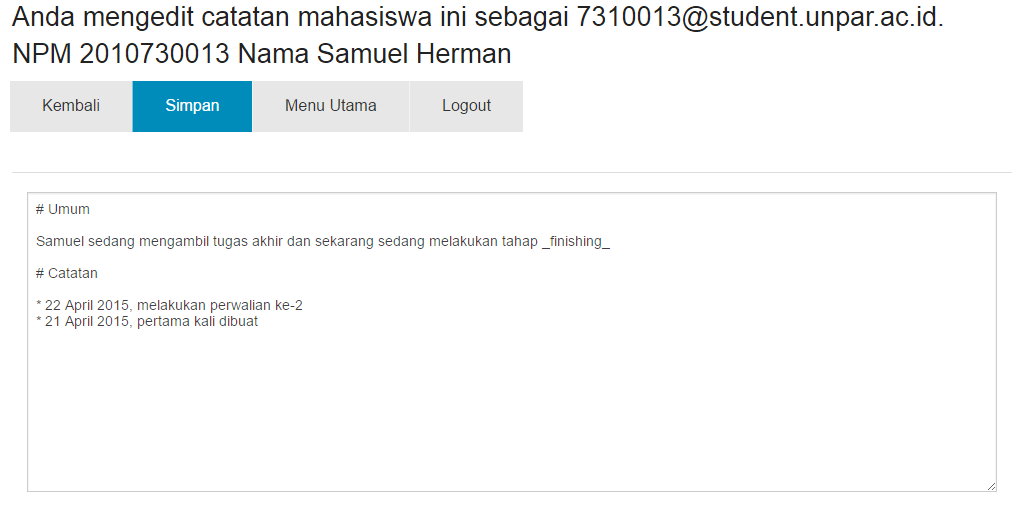 Anda mengedit catatan mahasiswa ini sebagai 7310013@student.unpar.ac.id.
NPM 2010730013 Nama Samuel Herman
Kembali Simpan Menu Utama Logout
# Umum
Samuel sedang mengambil tugas akhir dan sekarang sedang melakukan tahap _finishing_
# Catatan
* 22 April 2015, melakukan perwalian ke-2
* 21 April 2015, pertama kali dibuat